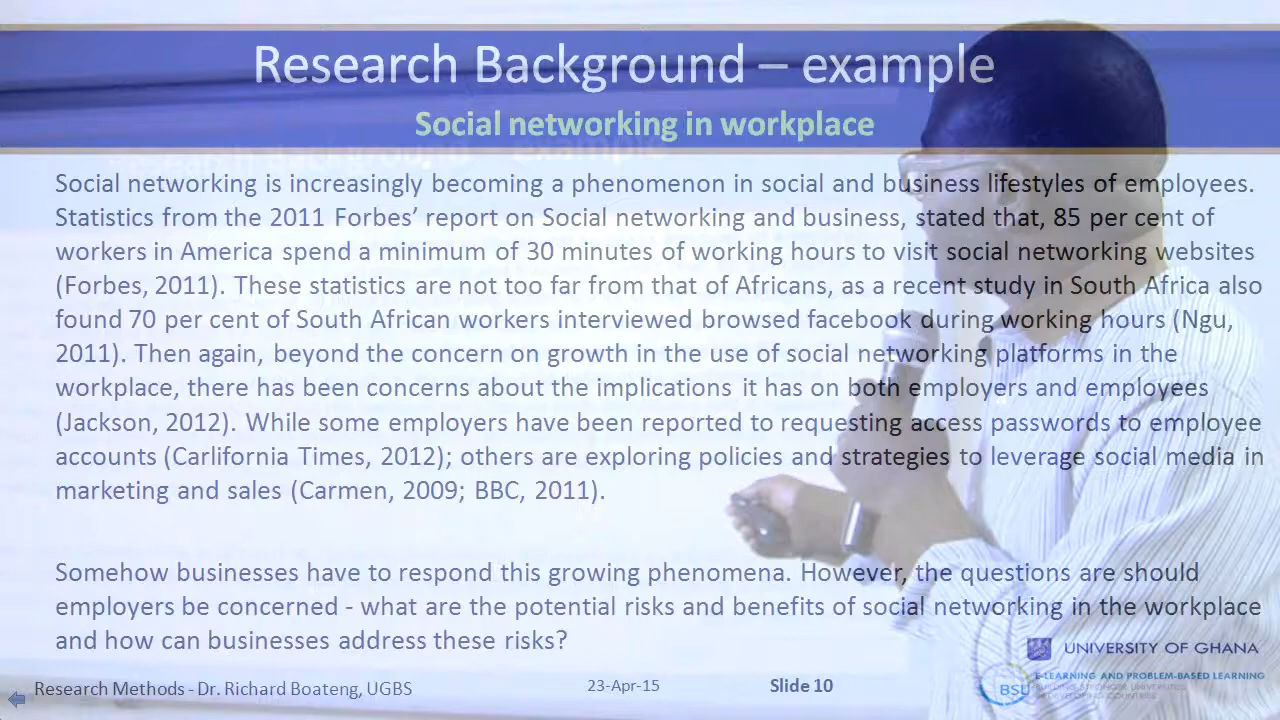 Research Background – example
Social networking in workplace
Social networking is increasingly becoming a phenomenon in social and business lifestyles of employees.
Statistics from the 2011 Forbes’ report on Social networking and business, stated that, 85 per cent of
workers in America spend a minimum of 30 minutes of working hours to visit social networking websites
(Forbes, 2011). These statistics are not too far from that of Africans, as a recent study in South Africa also
found 70 per cent of South African workers interviewed browsed facebook during working hours (Ngu,
2011). Then again, beyond the concern on growth in the use of social networking platforms in the
workplace, there has been concerns about the implications it has on both employers and employees
(Jackson, 2012). While some employers have been reported to requesting access passwords to employee
accounts (Carlifornia Times, 2012); others are exploring policies and strategies to leverage social media in
marketing and sales (Carmen, 2009; BBC, 2011).
Somehow businesses have to respond this growing phenomena. However, the questions are should
employers be concerned - what are the potential risks and benefits of social networking in the workplace
and how can businesses address these risks?
UNIVERSITY OF GHANA
BSU
E-LEARNING AND PROBLEM-BASED LEARNING
BUILDING STRONGER UNIVERSITIES
IN DEVELOPING COUNTRIES
Research Methods - Dr. Richard Boateng, UGBS
23-Apr-15
Slide 10